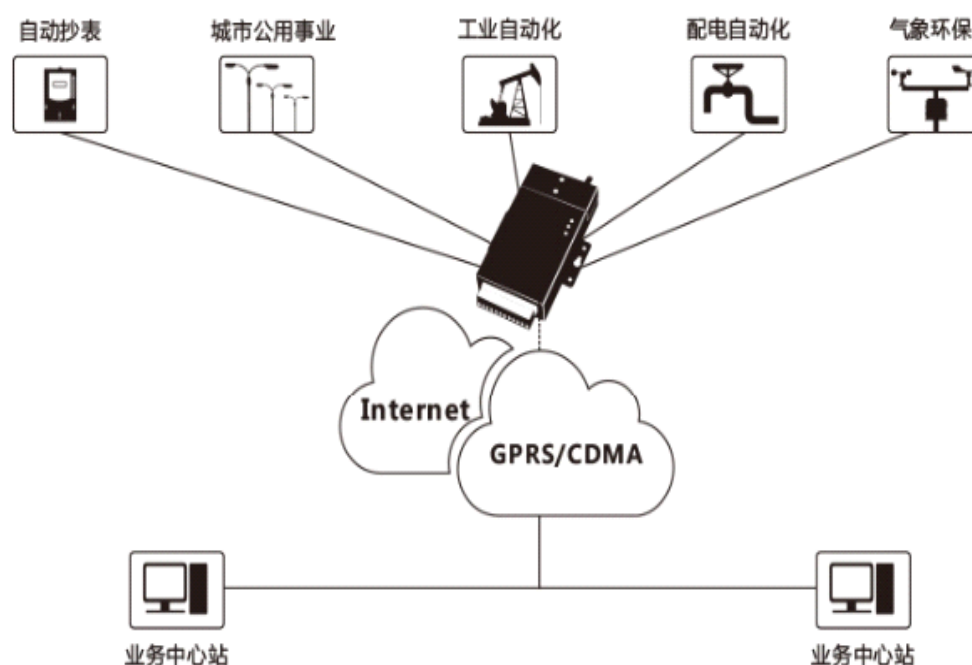 自动抄表
城市公用事业
工业自动化
配电自动化
气象环保
Internet
GPRS/CDMA
业务中心站
业务中心站